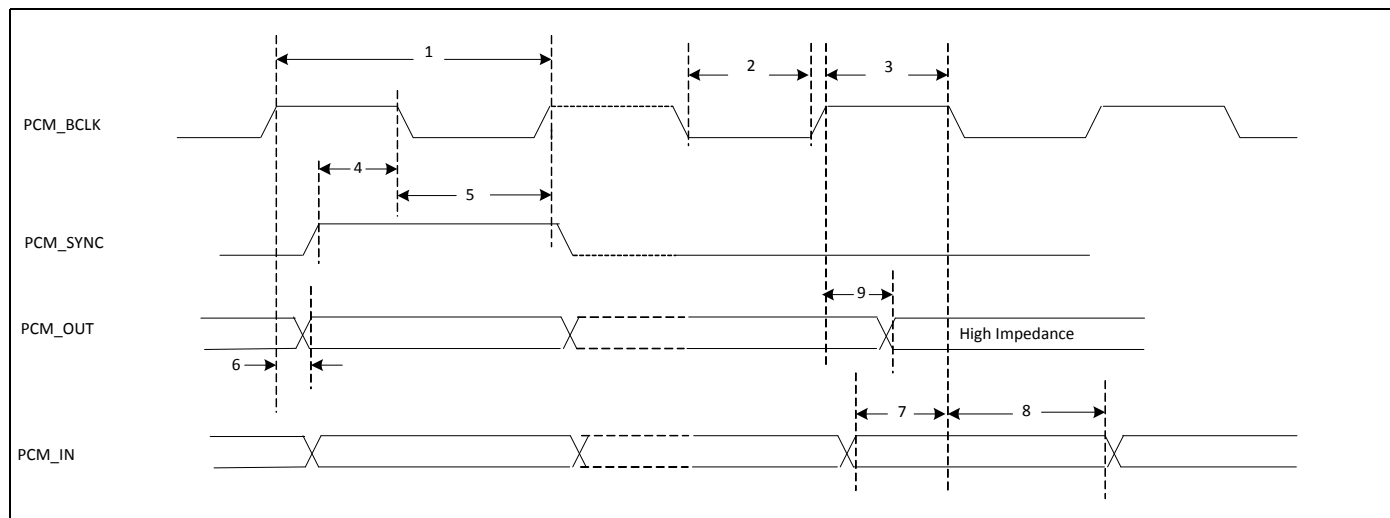 1
2
3
PCM_BCLK
4
5
PCM_SYNC
9
PCM_OUT
High Impedance
6
7
8
PCM_IN